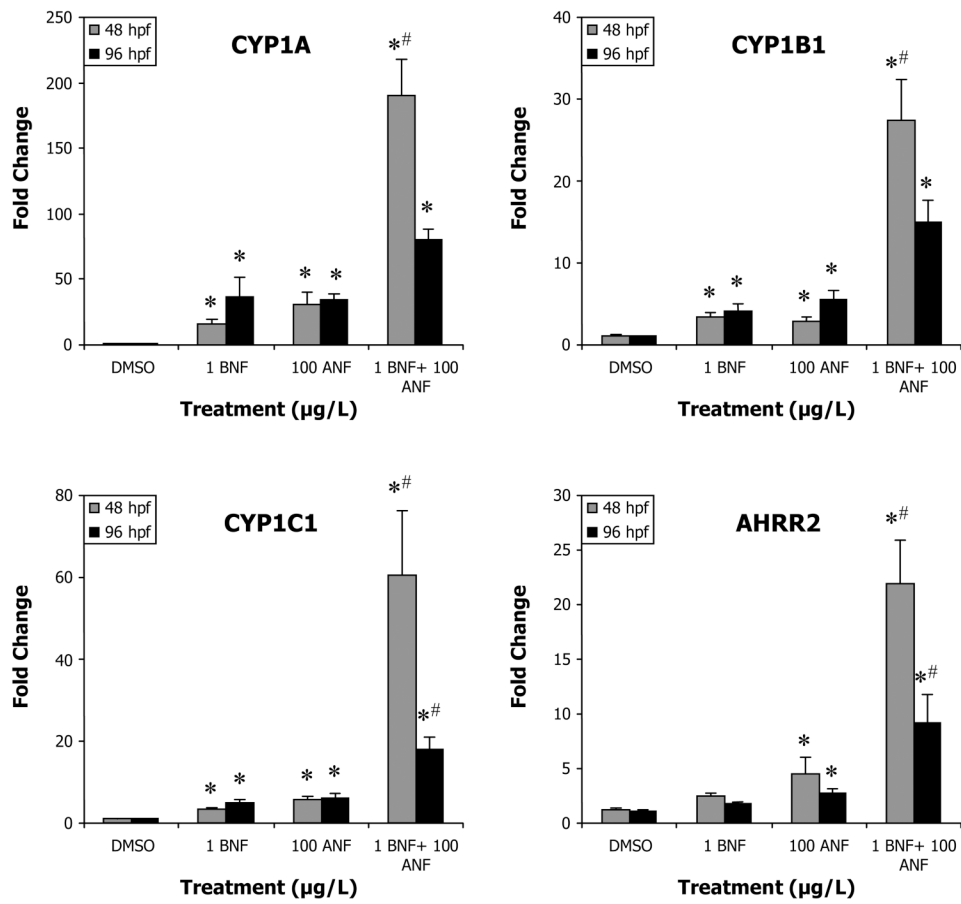 CYP1A
48 hpf
96 hpf
Fold Change
250
200
150
100
50
0
*
*
*
*
*#
*
DMSO
1 BNF
100 ANF
1 BNF+ 100
ANF
Treatment (µg/L)
CYP1B1
48 hpf
96 hpf
Fold Change
40
30
20
10
0
*
*
*
*
*#
*
DMSO
1 BNF
100 ANF
1 BNF+ 100
ANF
Treatment (µg/L)
CYP1C1
48 hpf
96 hpf
Fold Change
80
60
40
20
0
*
*
*
*
*#
*#
DMSO
1 BNF
100 ANF
1 BNF+ 100
ANF
Treatment (µg/L)
AHRR2
48 hpf
96 hpf
Fold Change
30
25
20
15
10
5
0
*
*
*#
*#
DMSO
1 BNF
100 ANF
1 BNF+ 100
ANF
Treatment (µg/L)